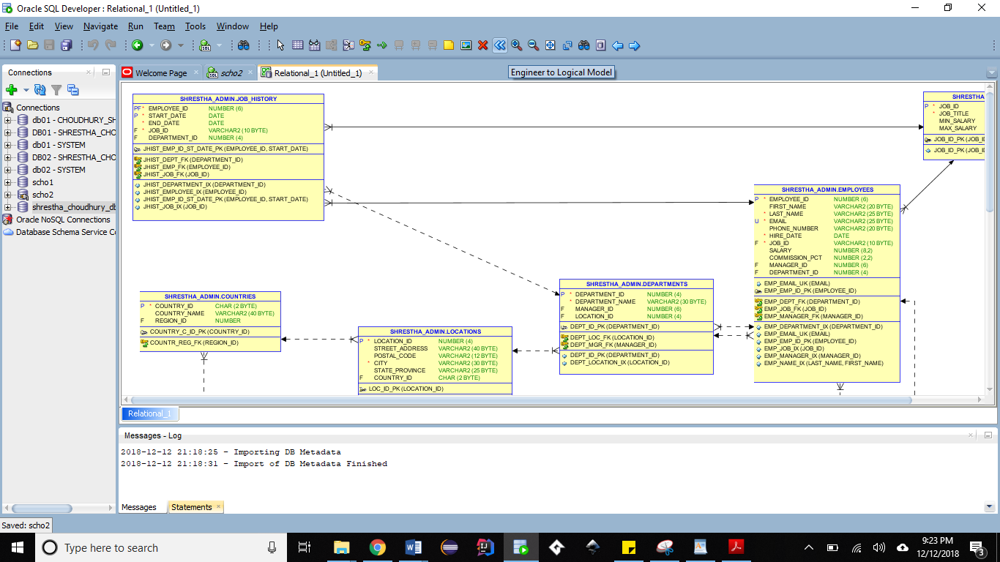 Oracle SQL Developer : Relational_1 (Untitled_1)
File Edit View Navigate Run Team Tools Window Help
Connections
Welcome Page
scho2
Relational_1 (Untitled_1)
Engineer to Logical Model
Connections
db01 - CHOUDHURY_SH
DB01 - SHRESTHA_CHO
db01 - SYSTEM
DB02 - SHRESTHA_CHO
db02 - SYSTEM
scho1
scho2
shrestha_choudhury_db
Oracle NoSQL Connections
Database Schema Service Co
SHRESTHA_ADMIN.JOB_HISTORY
PF* EMPLOYEE_ID NUMBER (6)
P * START_DATE DATE
* END_DATE DATE
F * JOB_ID VARCHAR2 (10 BYTE)
F DEPARTMENT_ID NUMBER (4)
JHIST_EMP_ID_ST_DATE_PK (EMPLOYEE_ID, START_DATE)
JHIST_DEPT_FK (DEPARTMENT_ID)
JHIST_EMP_FK (EMPLOYEE_ID)
JHIST_JOB_FK (JOB_ID)
JHIST_DEPARTMENT_IX (DEPARTMENT_ID)
JHIST_EMPLOYEE_IX (EMPLOYEE_ID)
JHIST_EMP_ID_ST_DATE_PK (EMPLOYEE_ID, START_DATE)
JHIST_JOB_IX (JOB_ID)
SHRESTHA
P * JOB_ID
* JOB_TITLE
MIN_SALARY
MAX_SALARY
JOB_ID_PK (JOB_ID
JOB_ID_PK (JOB_ID
SHRESTHA_ADMIN.EMPLOYEES
P * EMPLOYEE_ID NUMBER (6)
FIRST_NAME VARCHAR2 (20 BYTE)
* LAST_NAME VARCHAR2 (25 BYTE)
U * EMAIL VARCHAR2 (25 BYTE)
PHONE_NUMBER VARCHAR2 (20 BYTE)
* HIRE_DATE DATE
F * JOB_ID VARCHAR2 (10 BYTE)
SALARY NUMBER (8,2)
COMMISSION_PCT NUMBER (2,2)
F MANAGER_ID NUMBER (6)
F DEPARTMENT_ID NUMBER (4)
EMP_EMAIL_UK (EMAIL)
EMP_EMP_ID_PK (EMPLOYEE_ID)
EMP_DEPT_FK (DEPARTMENT_ID)
EMP_JOB_FK (JOB_ID)
EMP_MANAGER_FK (MANAGER_ID)
EMP_DEPARTMENT_IX (DEPARTMENT_ID)
EMP_EMAIL_UK (EMAIL)
EMP_EMP_ID_PK (EMPLOYEE_ID)
EMP_JOB_IX (JOB_ID)
EMP_MANAGER_IX (MANAGER_ID)
EMP_NAME_IX (LAST_NAME, FIRST_NAME)
SHRESTHA_ADMIN.COUNTRIES
P * COUNTRY_ID CHAR (2 BYTE)
COUNTRY_NAME VARCHAR2 (40 BYTE)
F REGION_ID NUMBER
COUNTRY_C_ID_PK (COUNTRY_ID)
COUNTR_REG_FK (REGION_ID)
SHRESTHA_ADMIN.LOCATIONS
P * LOCATION_ID NUMBER (4)
STREET_ADDRESS VARCHAR2 (40 BYTE)
POSTAL_CODE VARCHAR2 (12 BYTE)
* CITY VARCHAR2 (30 BYTE)
STATE_PROVINCE VARCHAR2 (25 BYTE)
F COUNTRY_ID CHAR (2 BYTE)
LOC_ID_PK (LOCATION_ID)
SHRESTHA_ADMIN.DEPARTMENTS
P * DEPARTMENT_ID NUMBER (4)
* DEPARTMENT_NAME VARCHAR2 (30 BYTE)
F MANAGER_ID NUMBER (6)
F LOCATION_ID NUMBER (4)
DEPT_ID_PK (DEPARTMENT_ID)
DEPT_LOC_FK (LOCATION_ID)
DEPT_MGR_FK (MANAGER_ID)
DEPT_ID_PK (DEPARTMENT_ID)
DEPT_LOCATION_IX (LOCATION_ID)
Relational_1
Messages - Log
2018-12-12 21:18:25 - Importing DB Metadata
2018-12-12 21:18:31 - Import of DB Metadata Finished
Messages Statements
Saved: scho2
Type here to search
9:23 PM
12/12/2018
3